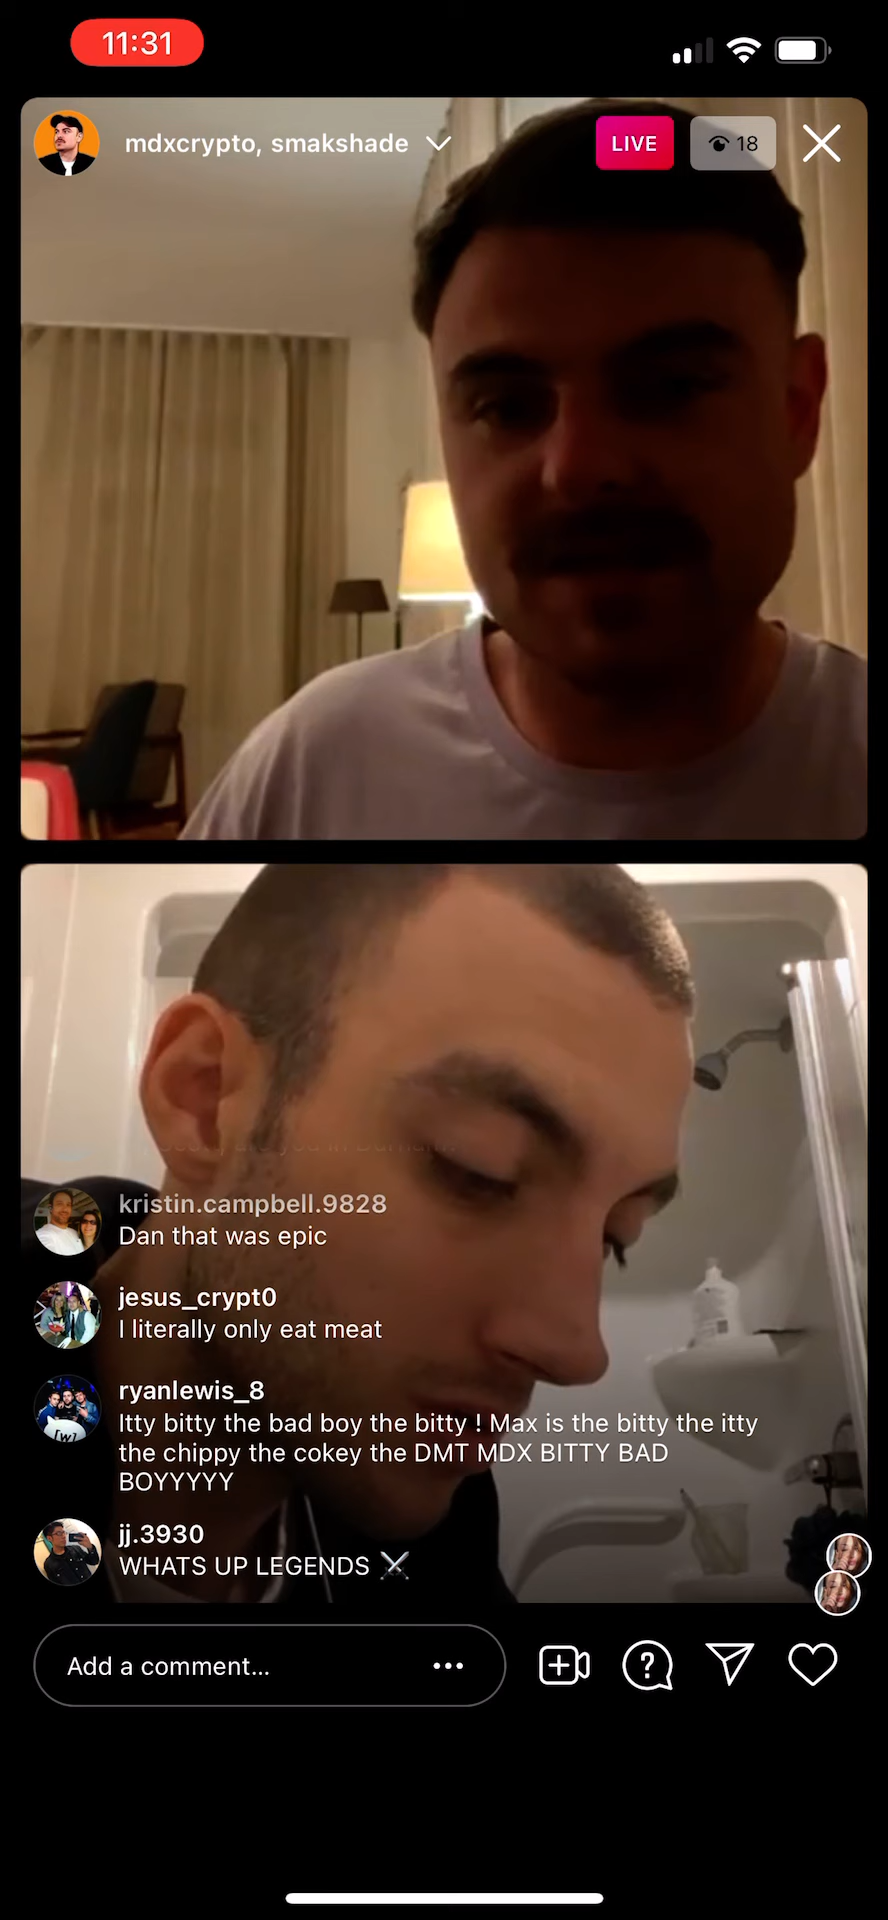 11:31
mdxcrypto, smakshade
LIVE
18
kristin.campbell.9828
Dan that was epic
jesus_crypt0
I literally only eat meat
ryanlewis_8
Itty bitty the bad boy the bitty ! Max is the bitty the itty
the chippy the cokey the DMT MDX BITTY BAD
BOYYYYY
jj.3930
WHATS UP LEGENDS ⚔️
Add a comment...